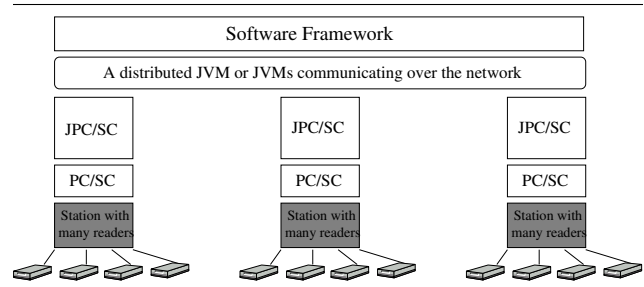 Software Framework
A distributed JVM or JVMs communicating over the network
JPC/SC JPC/SC JPC/SC
PC/SC PC/SC PC/SC
Station with Station with Station with
many readers many readers many readers